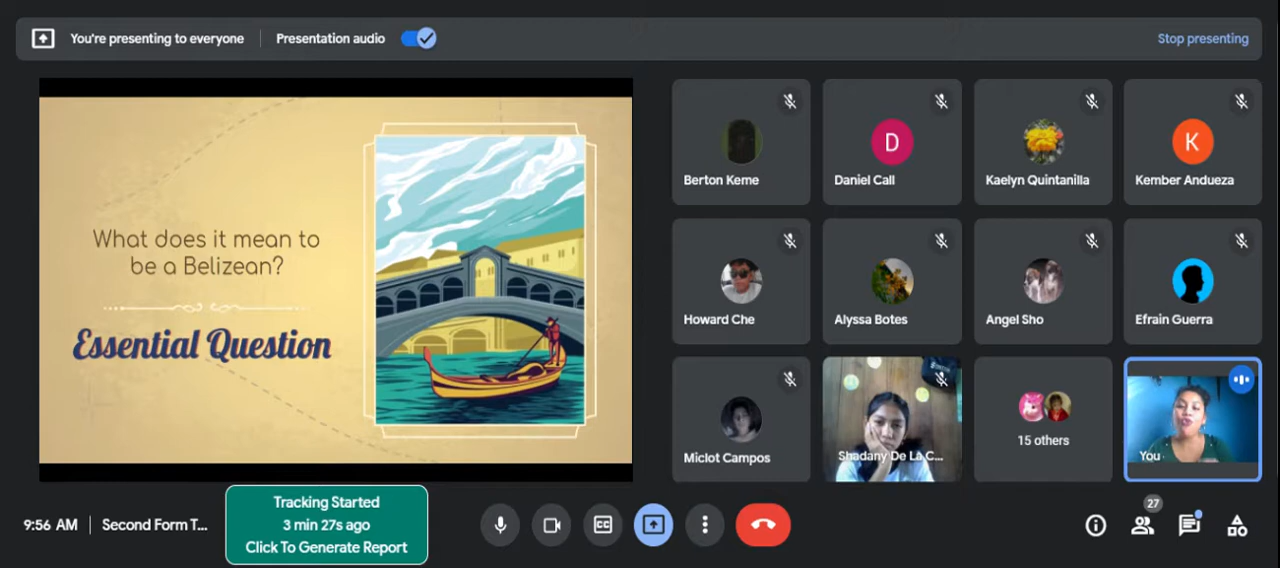 You're presenting to everyone
Presentation audio
Stop presenting
What does it mean to
be a Belizean?
Essential Question
Berton Keme
Daniel Call
Kaelyn Quintanilla
Kember Andueza
D
K
Howard Che
Alyssa Botes
Angel Sho
Efrain Guerra
Miclot Campos
Shadany De La C...
15 others
You
9:56 AM
Second Form T...
Tracking Started
3 min 27s ago
Click To Generate Report
CC
27